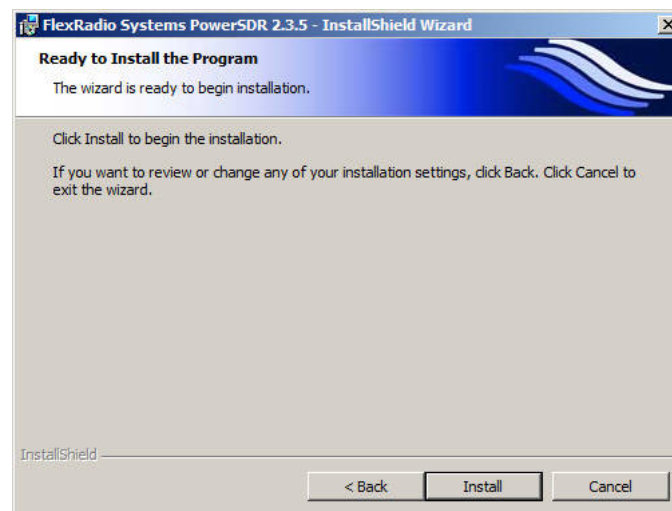 FlexRadio Systems PowerSDR 2.3.5 - InstallShield Wizard
Ready to Install the Program
The wizard is ready to begin installation.
Click Install to begin the installation.
If you want to review or change any of your installation settings, click Back. Click Cancel to
exit the wizard.
InstallShield
< Back Install Cancel